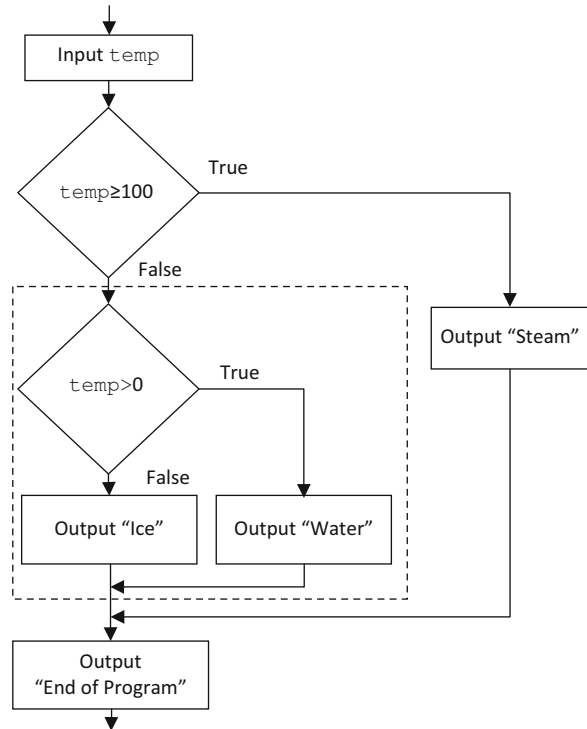 Input temp
True
temp≥100
False
Output “Steam”
True
temp>0
False
Output “Ice”
Output “Water”
Output
“End of Program”